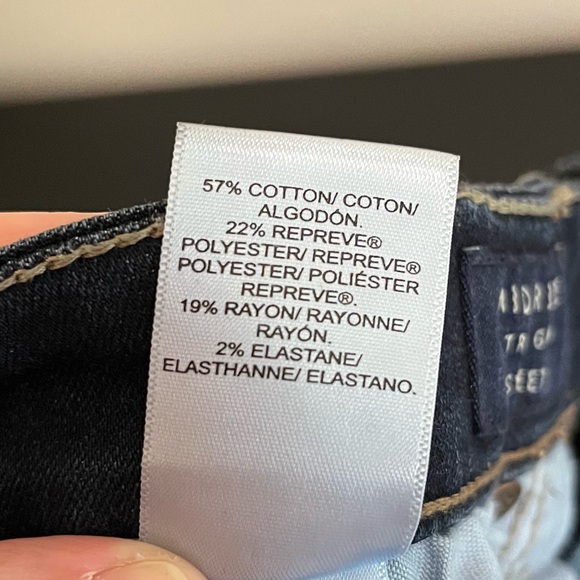 57% COTTON/ COTON/
ALGODÓN.
22% REPREVE®
POLYESTER/ REPREVE®
POLYESTER/ POLIÉSTER
REPREVE®.
19% RAYON/ RAYONNE/
RAYÓN.
2% ELASTANE/
ELASTHANNE/ ELASTANO.